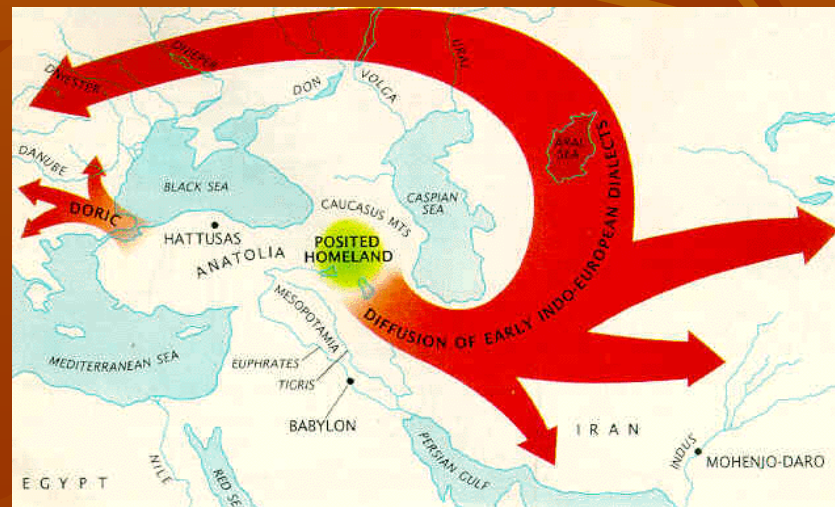 DNIEPER
DNIESTER
DON
VOLGA
URAL
ARAL
SEA
DANUBE
BLACK SEA
CASPIAN
SEA
CAUCASUS MTS
DORIC
HATTUSAS
ANATOLIA
POSITED
HOMELAND
DIFFUSION OF EARLY INDO-EUROPEAN DIALECTS
MESOPOTAMIA
MEDITERRANEAN SEA
EUPHRATES
TIGRIS
BABYLON
IRAN
INDUS
MOHENJO-DARO
PERSIAN GULF
EGYPT
NILE
RED SE